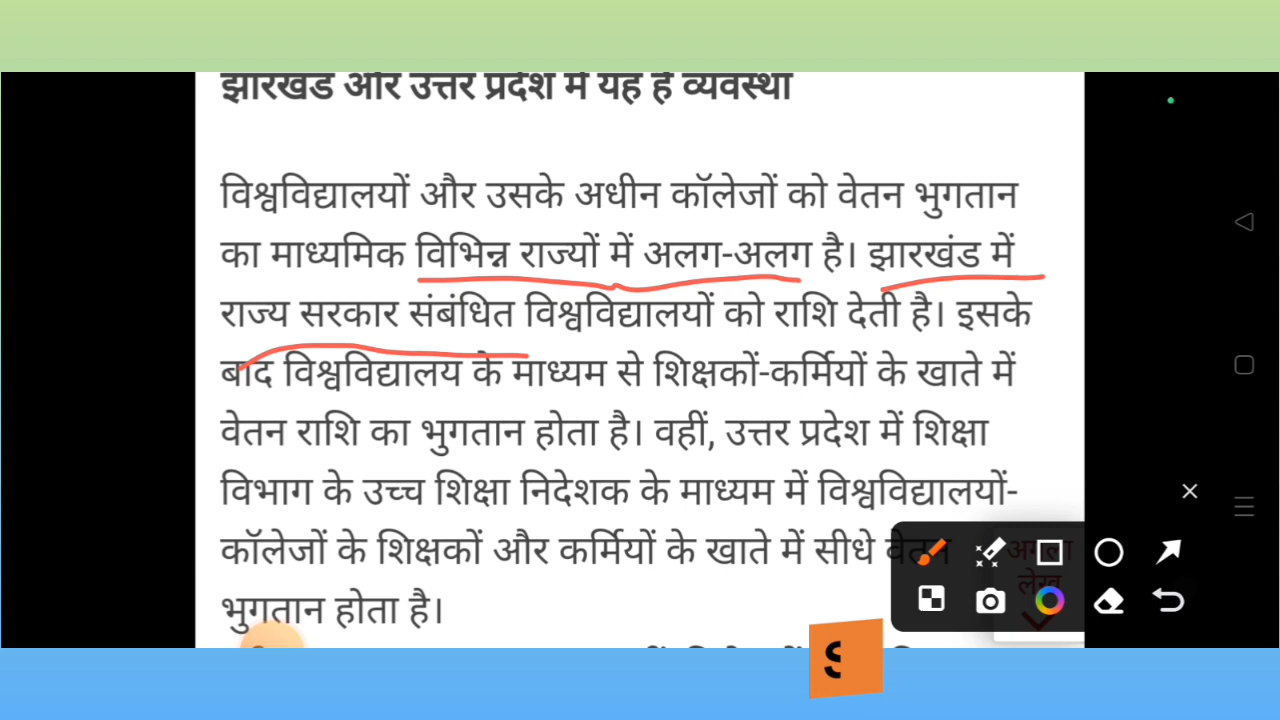 झारखंड और उत्तर प्रदेश में यह है व्यवस्था
विश्वविद्यालयों और उसके अधीन कॉलेजों को वेतन भुगतान
का माध्यमिक विभिन्न राज्यों में अलग-अलग है। झारखंड में
राज्य सरकार संबंधित विश्वविद्यालयों को राशि देती है। इसके
बाद विश्वविद्यालय के माध्यम से शिक्षकों-कर्मियों के खाते में
वेतन राशि का भुगतान होता है। वहीं, उत्तर प्रदेश में शिक्षा
विभाग के उच्च शिक्षा निदेशक के माध्यम में विश्वविद्यालयों-
कॉलेजों के शिक्षकों और कर्मियों के खाते में सीधे वेतन
भुगतान होता है।
अगला
लेख
S